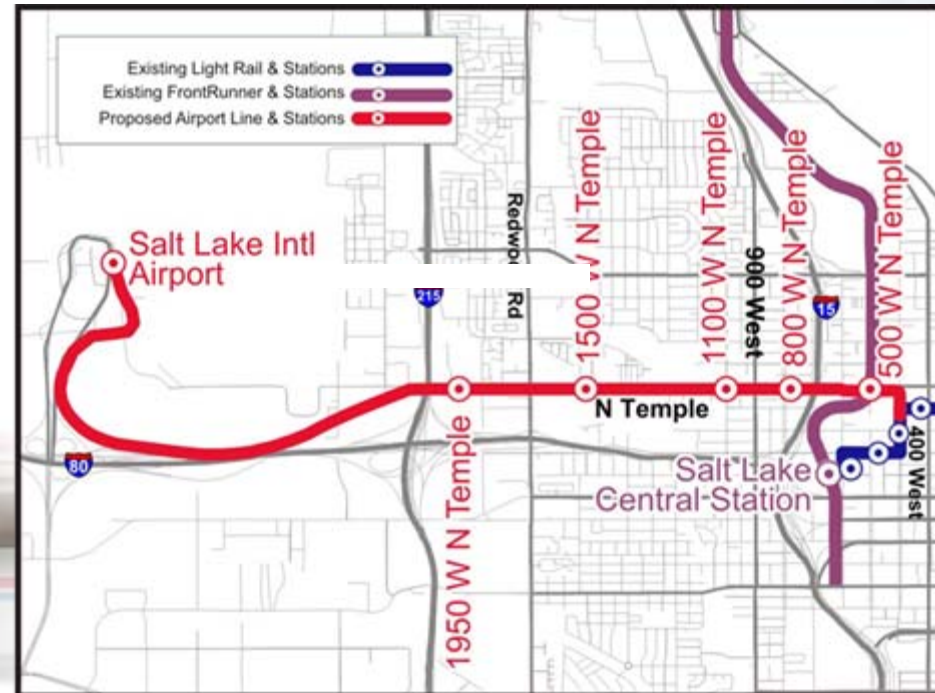 Existing Light Rail & Stations
Existing FrontRunner & Stations
Proposed Airport Line & Stations
Salt Lake Intl
Airport
215
Rd
1500 W N Temple
1100 W N Temple
900 West
800 W N Temple
15
500 W N Temple
N Temple
400 West
80
1950 W N Temple
Salt Lake
Central Station